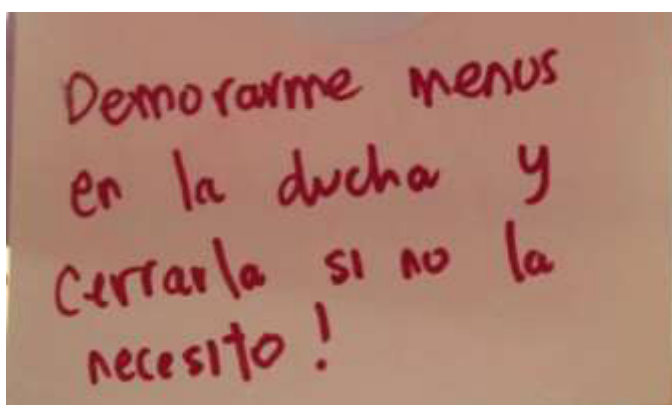 Demorarme menos
en la ducha y
cerrarla si no la
necesito!